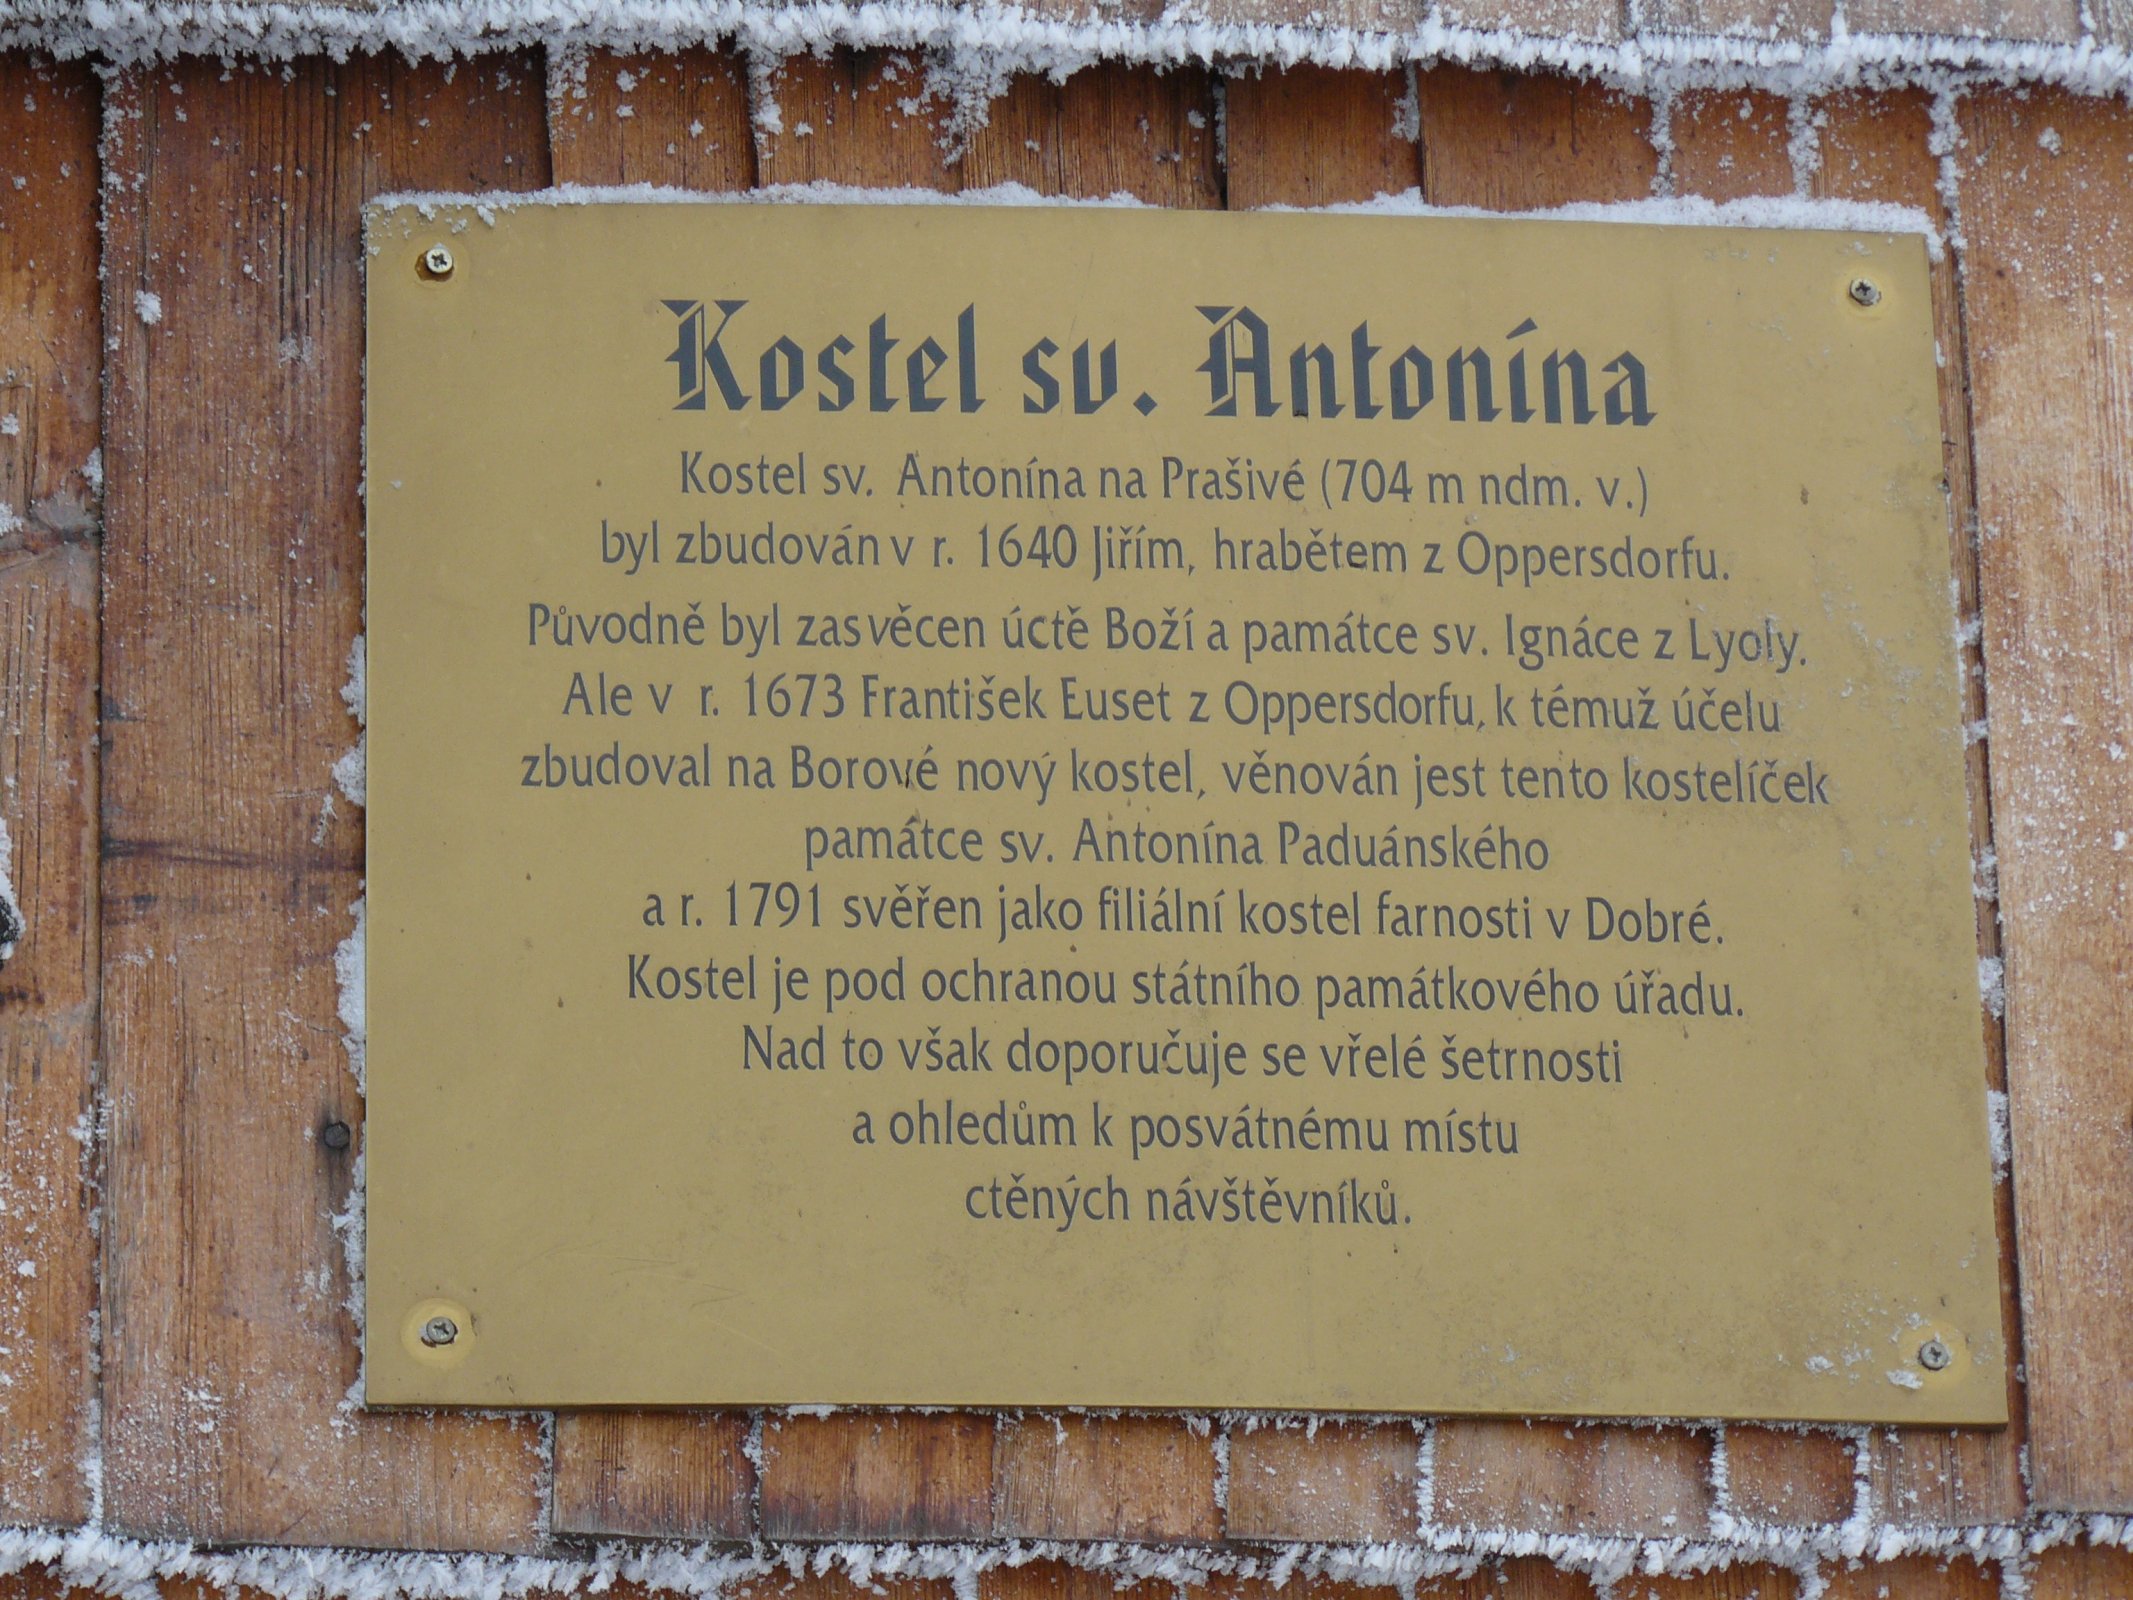 Kostel sv. Antonína
Kostel sv. Antonína na Prašivé (704 m ndm. v.)
byl zbudován v r. 1640 Jiřím, hrabětem z Oppersdorfu.
Původně byl zasvěcen úctě Boží a památce sv. Ignáce z Lyoly.
Ale v r. 1673 František Euset z Oppersdorfu, k témuž účelu
zbudoval na Borové nový kostel, věnován jest tento kostelíček
památce sv. Antonína Paduánského
a r. 1791 svěřen jako filiální kostel farnosti v Dobré.
Kostel je pod ochranou státního památkového úřadu.
Nad to však doporučuje se vřelé šetrnosti
a ohledům k posvátnému místu
ctěných návštěvníků.